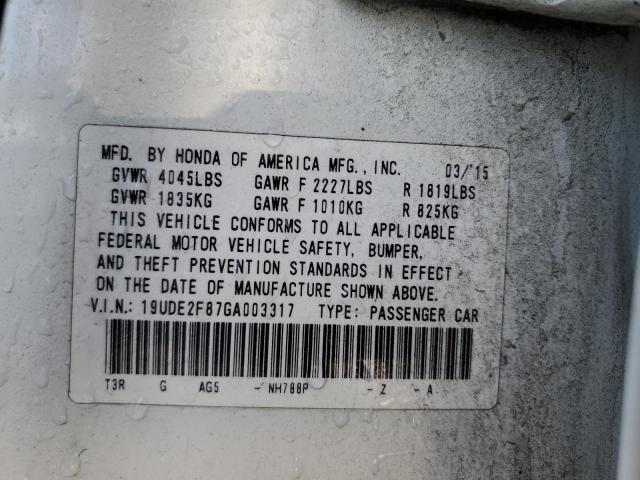 MFD. BY HONDA OF AMERICA MFG., INC. 03/'15
GVWR 4045LBS GAWR F 2227LBS R 1819LBS
GVWR 1835KG GAWR F 1010KG R 825KG
THIS VEHICLE CONFORMS TO ALL APPLICABLE
FEDERAL MOTOR VEHICLE SAFETY, BUMPER,
AND THEFT PREVENTION STANDARDS IN EFFECT
ON THE DATE OF MANUFACTURE SHOWN ABOVE.
V.I.N.: 19UDE2F87GA003317 TYPE: PASSENGER CAR
T3R G AG5 - NH788P - Z - A